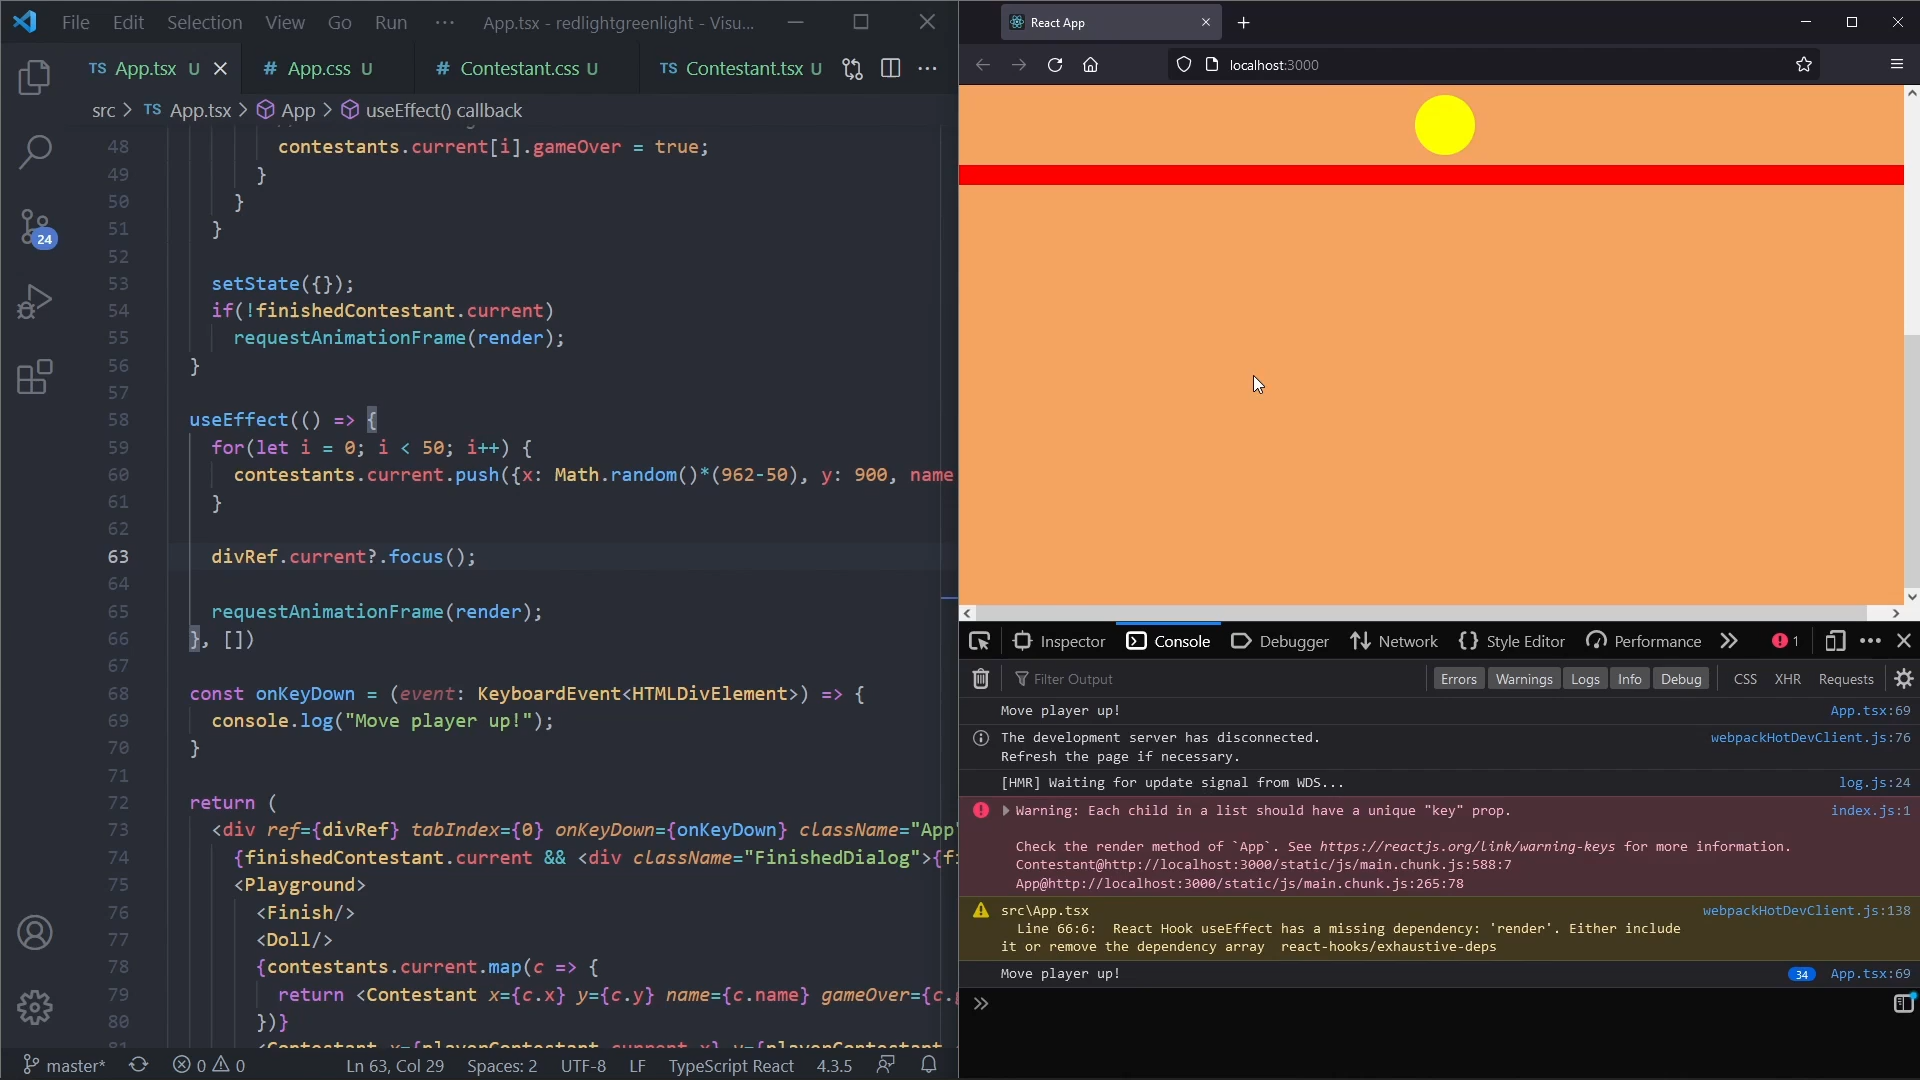 File Edit Selection View Go Run ··· App.tsx - redlightgreenlight - Visu...
TS App.tsx U # App.css U # Contestant.css U TS Contestant.tsx U
src > TS App.tsx > App > useEffect() callback
48 contestants.current[i].gameOver = true;
49 }
50 }
51 }
52
53 setState({});
54 if(!finishedContestant.current)
55 requestAnimationFrame(render);
56 }
57
58 useEffect(() => {
59 for(let i = 0; i < 50; i++) {
60 contestants.current.push({x: Math.random()*(962-50), y: 900, name
61 }
62
63 divRef.current?.focus();
64
65 requestAnimationFrame(render);
66 }, [])
67
68 const onKeyDown = (event: KeyboardEvent<HTMLDivElement>) => {
69 console.log("Move player up!");
70 }
71
72 return (
73 <div ref={divRef} tabIndex={0} onKeyDown={onKeyDown} className="App"
74 {finishedContestant.current && <div className="FinishedDialog">{fi
75 <Playground>
76 <Finish/>
77 <Doll/>
78 {contestants.current.map(c => {
79 return <Contestant x={c.x} y={c.y} name={c.name} gameOver={c.g
80 })}
81 <Contestant x={playerContestant.current.x} y={playerContestant.current
24
master* 0 0 Ln 63, Col 29 Spaces: 2 UTF-8 LF TypeScript React 4.3.5
React App
localhost:3000
Inspector Console Debugger Network Style Editor Performance 1
Filter Output Errors Warnings Logs Info Debug CSS XHR Requests
Move player up! App.tsx:69
The development server has disconnected. webpackHotDevClient.js:76
Refresh the page if necessary.
[HMR] Waiting for update signal from WDS... log.js:24
Warning: Each child in a list should have a unique "key" prop. index.js:1
Check the render method of `App`. See https://reactjs.org/link/warning-keys for more information.
Contestant@http://localhost:3000/static/js/main.chunk.js:588:7
App@http://localhost:3000/static/js/main.chunk.js:265:78
src\App.tsx webpackHotDevClient.js:138
Line 66:6: React Hook useEffect has a missing dependency: 'render'. Either include
it or remove the dependency array react-hooks/exhaustive-deps
Move player up! 34 App.tsx:69